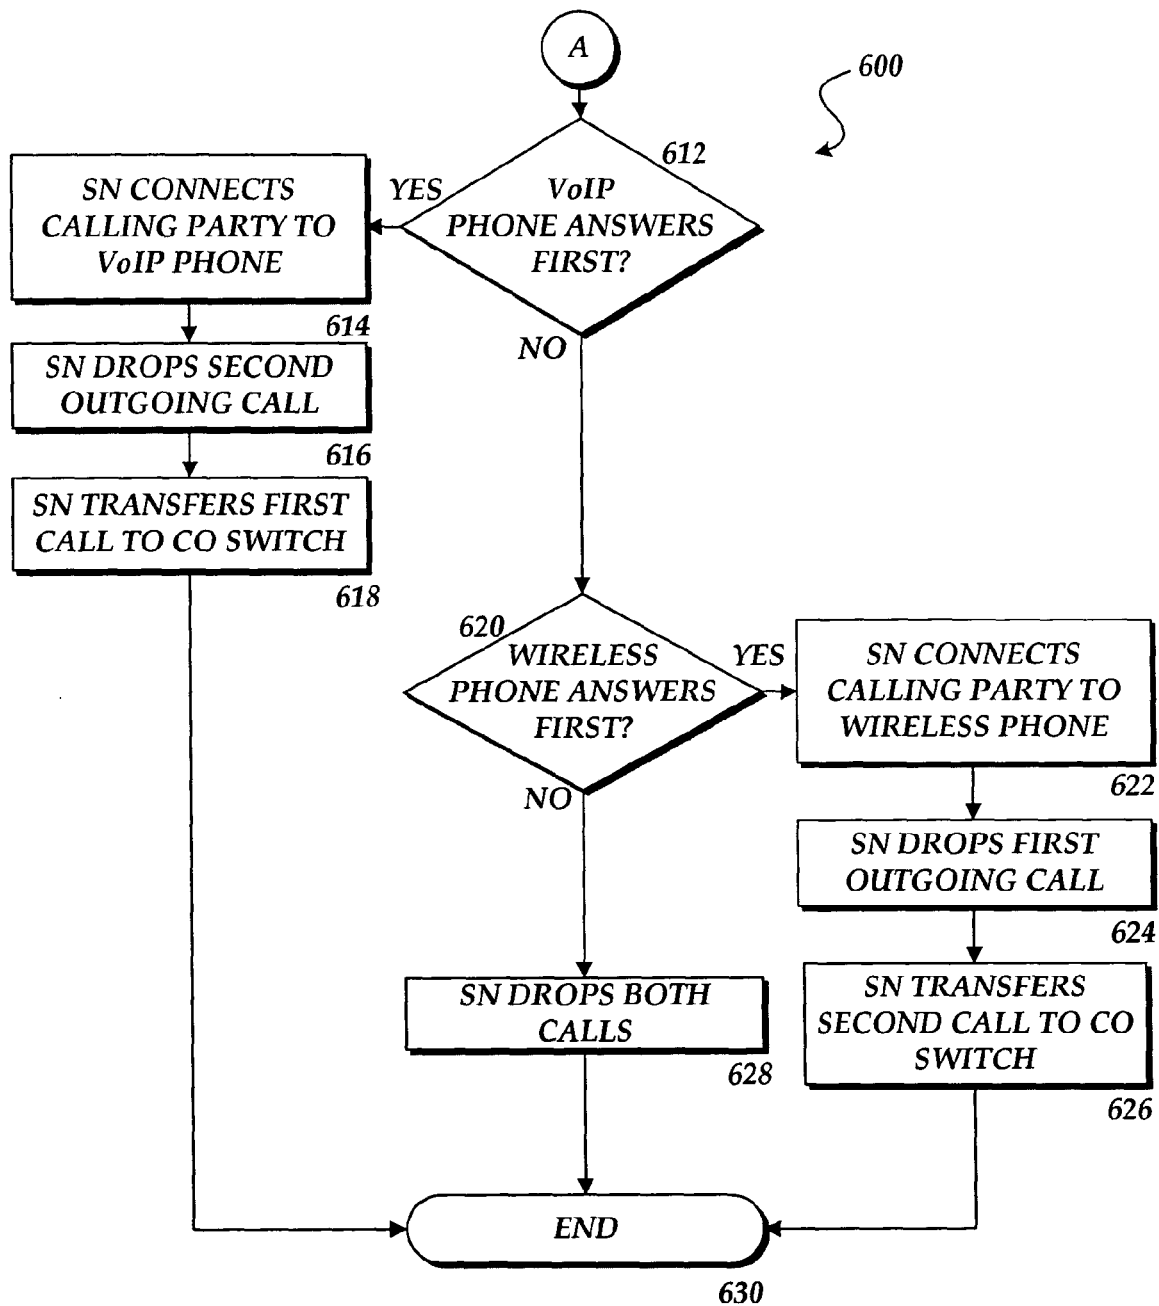 A
600
612
VoIP
PHONE ANSWERS
FIRST?
YES
SN CONNECTS
CALLING PARTY TO
VoIP PHONE
614
SN DROPS SECOND
OUTGOING CALL
616
SN TRANSFERS FIRST
CALL TO CO SWITCH
618
NO
620
WIRELESS
PHONE ANSWERS
FIRST?
YES
SN CONNECTS
CALLING PARTY TO
WIRELESS PHONE
622
SN DROPS FIRST
OUTGOING CALL
624
SN TRANSFERS
SECOND CALL TO CO
SWITCH
626
NO
SN DROPS BOTH
CALLS
628
END
630